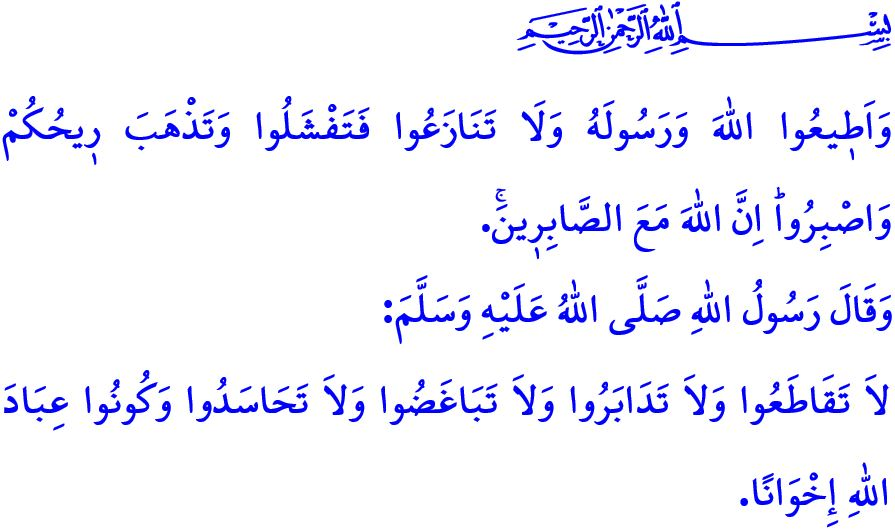 بِسْمِ اللّٰهِ الرَّحْمٰنِ الرَّحِيمِ
وَاَطٖيعُوا اللّٰهَ وَرَسُولَهُ وَلَا تَنَازَعُوا فَتَفْشَلُوا وَتَذْهَبَ رٖيحُكُمْ
وَاصْبِرُواؕ اِنَّ اللّٰهَ مَعَ الصَّابِرٖينَۚ.
وَقَالَ رَسُولُ اللّٰهِ صَلَّى اللّٰهُ عَلَيْهِ وَسَلَّمَ:
لاَ تَقَاطَعُوا وَلاَ تَدَابَرُوا وَلاَ تَبَاغَضُوا وَلاَ تَحَاسَدُوا وَكُونُوا عِبَادَ
اللّٰهِ إِخْوَانًا.